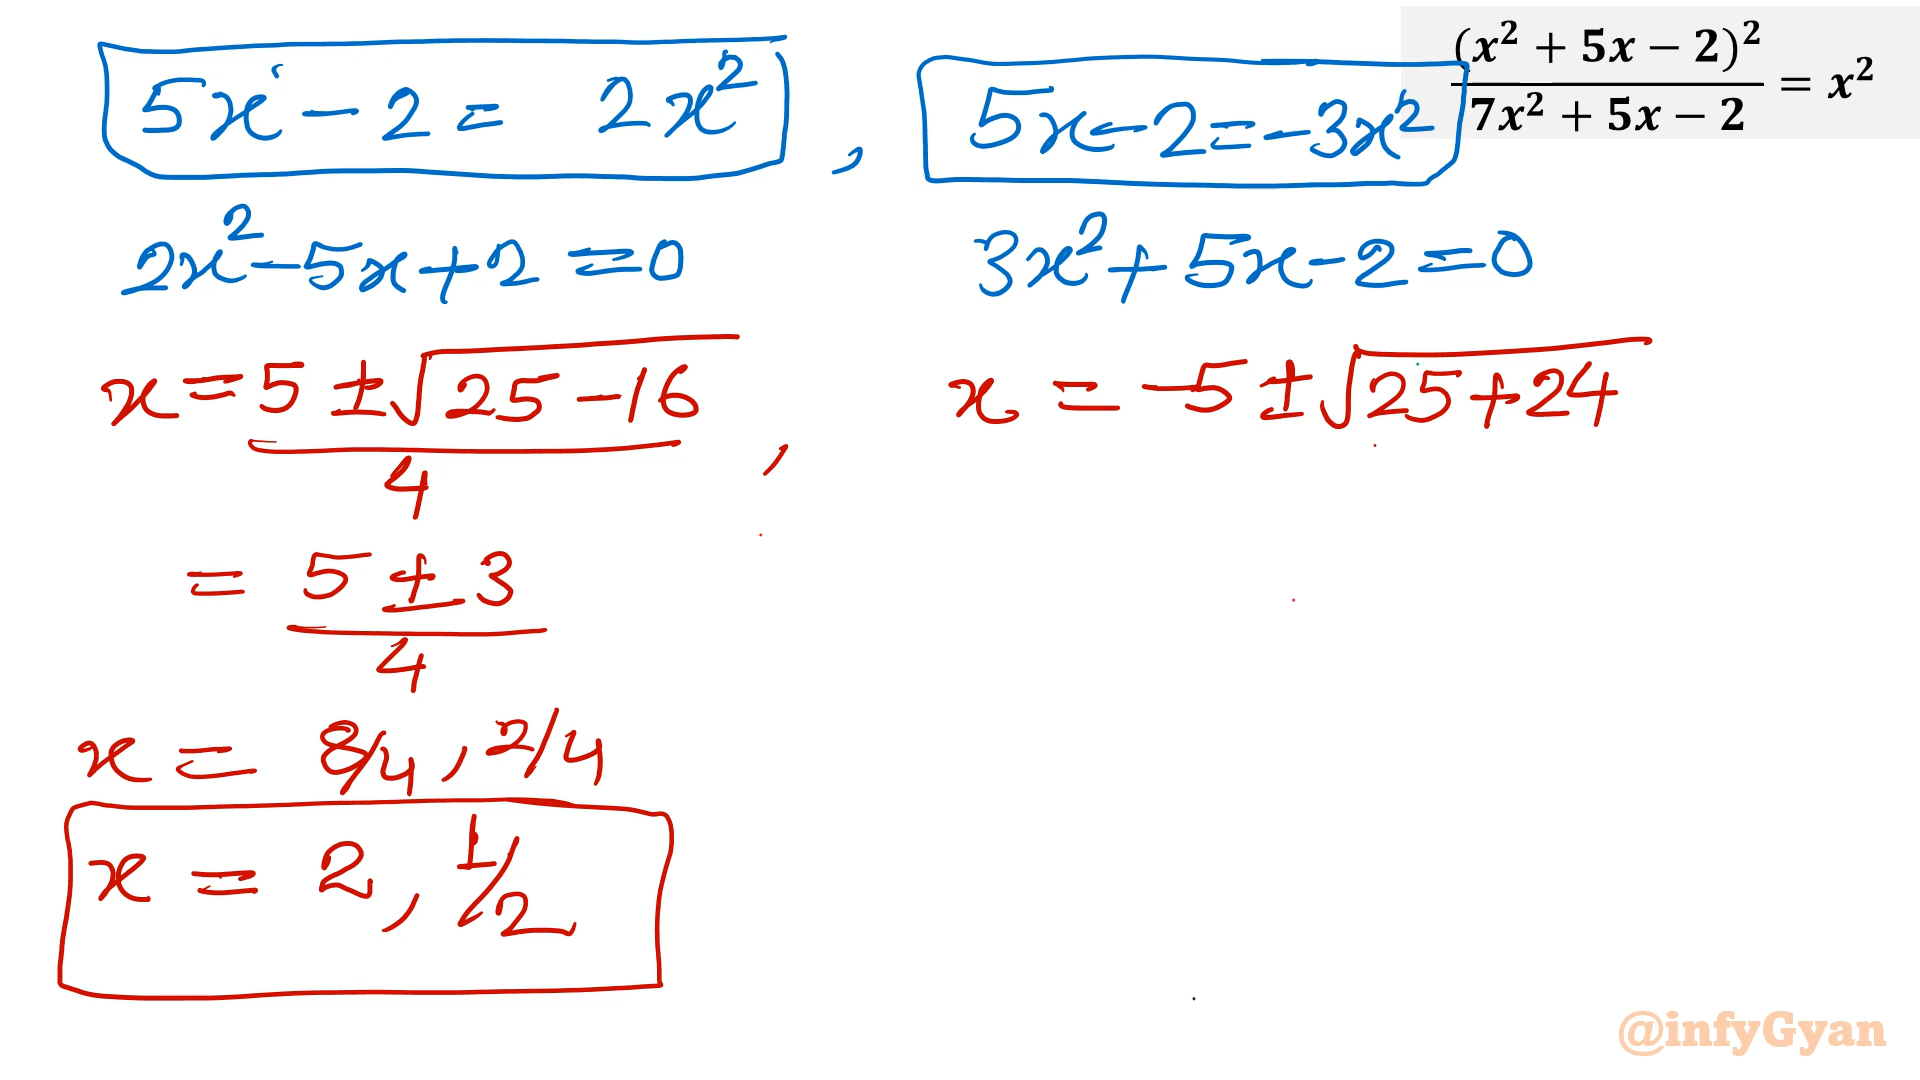 (x² + 5x − 2)²/7x² + 5x − 2 = x²
5x − 2 = 2x² , 5x − 2 = −3x²
2x² − 5x + 2 = 0
x = 5 ± √25 − 16/4 ,
= 5 ± 3/4
x = 8/4 , 2/4
x = 2 , 1/2
3x² + 5x − 2 = 0
x = −5 ± √25 + 24
@infyGyan